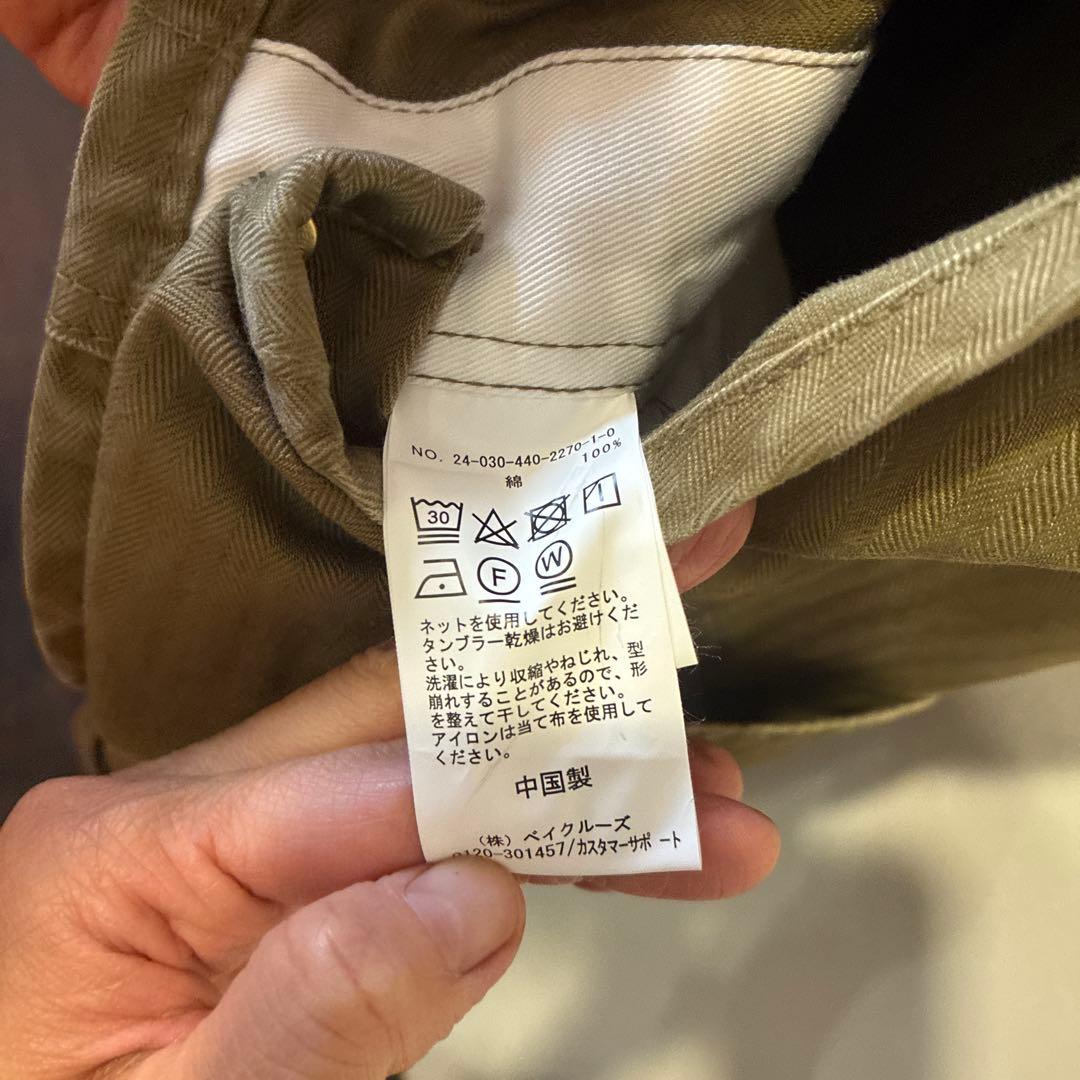 NO. 24-030-440-2270-1-0
綿 100%
30
F W
ネットを使用してください。
タンブラー乾燥はお避けくだ
さい。
洗濯により収縮やねじれ、型
崩れすることがあるので、形
を整えて干してください。
アイロンは当て布を使用して
ください。
中国製
(株) ベイクルーズ
0120-301457/カスタマーサポート